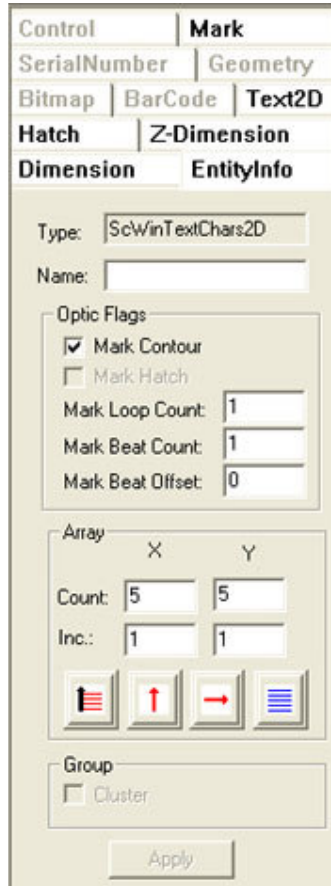 Control Mark
SerialNumber Geometry
Bitmap BarCode Text2D
Hatch Z-Dimension
Dimension EntityInfo
Type: ScWinTextChars2D
Name:
Optic Flags
Mark Contour
Mark Hatch
Mark Loop Count: 1
Mark Beat Count: 1
Mark Beat Offset: 0
Array
X Y
Count: 5 5
Inc.: 1 1
Group
Cluster
Apply